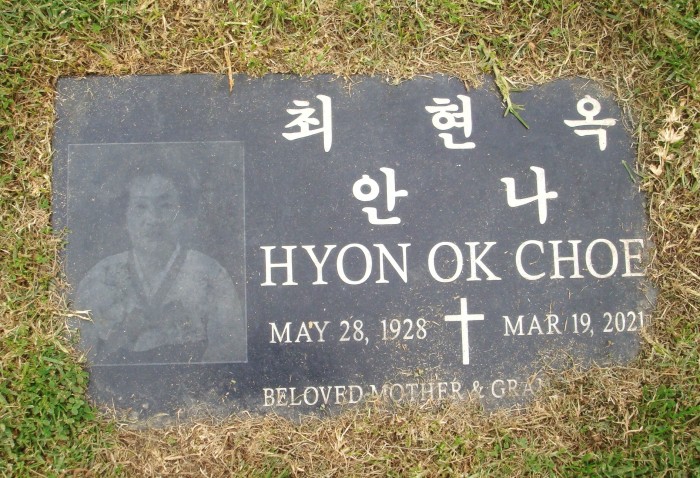 최 현 옥
안 나
HYON OK CHOE
MAY 28, 1928 MAR 19, 2021
BELOVED MOTHER &